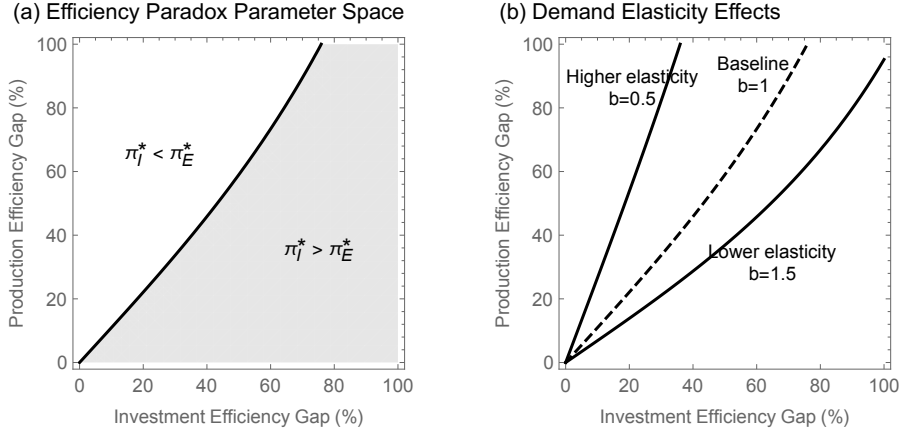 (a) Efficiency Paradox Parameter Space
100
80
60
40
20
0
Production Efficiency Gap (%)
π*I < π*E
π*I > π*E
0 20 40 60 80 100
Investment Efficiency Gap (%)
(b) Demand Elasticity Effects
100
80
60
40
20
0
Production Efficiency Gap (%)
Higher elasticity
b=0.5
Baseline
b=1
Lower elasticity
b=1.5
0 20 40 60 80 100
Investment Efficiency Gap (%)